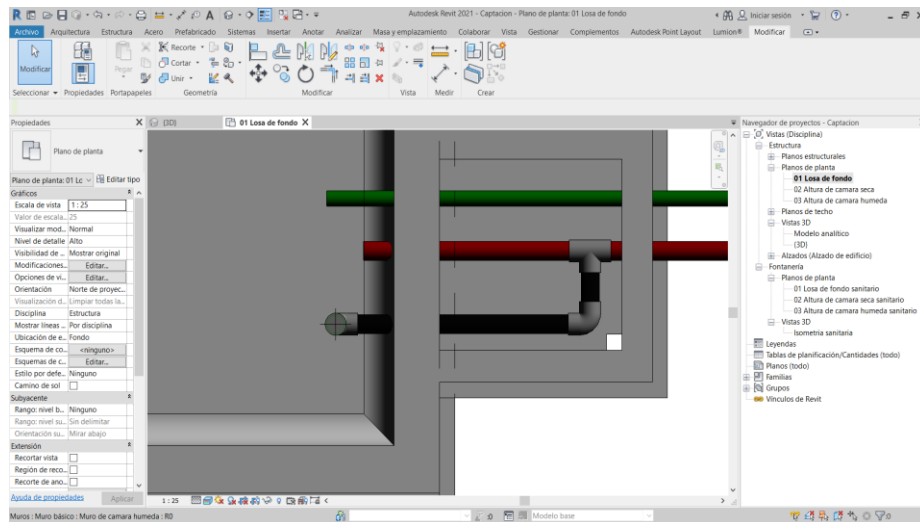 Autodesk Revit 2021 - Captacion - Plano de planta: 01 Losa de fondo
Iniciar sesión
Archivo Arquitectura Estructura Acero Prefabricado Sistemas Insertar Anotar Analizar Masa y emplazamiento Colaborar Vista Gestionar Complementos Autodesk Point Layout Lumion® Modificar
Modificar
Pegar
Recorte
Cortar
Unir
Seleccionar Propiedades Portapapeles Geometría Modificar Vista Medir Crear
Propiedades X
(3D)
01 Losa de fondo X
Navegador de proyectos - Captacion
Plano de planta
Plano de planta: 01 Lc Editar tipo
Gráficos
Escala de vista 1 : 25
Valor de escala... 25
Visualizar mod... Normal
Nivel de detalle Alto
Visibilidad de ... Mostrar original
Modificaciones... Editar...
Opciones de vi... Editar...
Orientación Norte de proyec...
Visualización d... Limpiar todas la...
Disciplina Estructura
Mostrar líneas ... Por disciplina
Ubicación de e... Fondo
Esquema de co... <ninguno>
Esquemas de c... Editar...
Estilo por defe... Ninguno
Camino de sol
Subyacente
Rango: nivel b... Ninguno
Rango: nivel su... Sin delimitar
Orientación su... Mirar abajo
Extensión
Recortar vista
Región de reco...
Recorte de ano...
Ayuda de propiedades Aplicar
Vistas (Disciplina)
Estructura
Planos estructurales
Planos de planta
01 Losa de fondo
02 Altura de camara seca
03 Altura de camara humeda
Planos de techo
Vistas 3D
Modelo analítico
(3D)
Alzados (Alzado de edificio)
Fontanería
Planos de planta
01 Losa de fondo sanitario
02 Altura de camara seca sanitario
03 Altura de camara humeda sanitario
Vistas 3D
Isometria sanitaria
Leyendas
Tablas de planificación/Cantidades (todo)
Planos (todo)
Familias
Grupos
Vínculos de Revit
1 : 25
Muros : Muro básico : Muro de camara humeda : R0
:0
Modelo base
:0